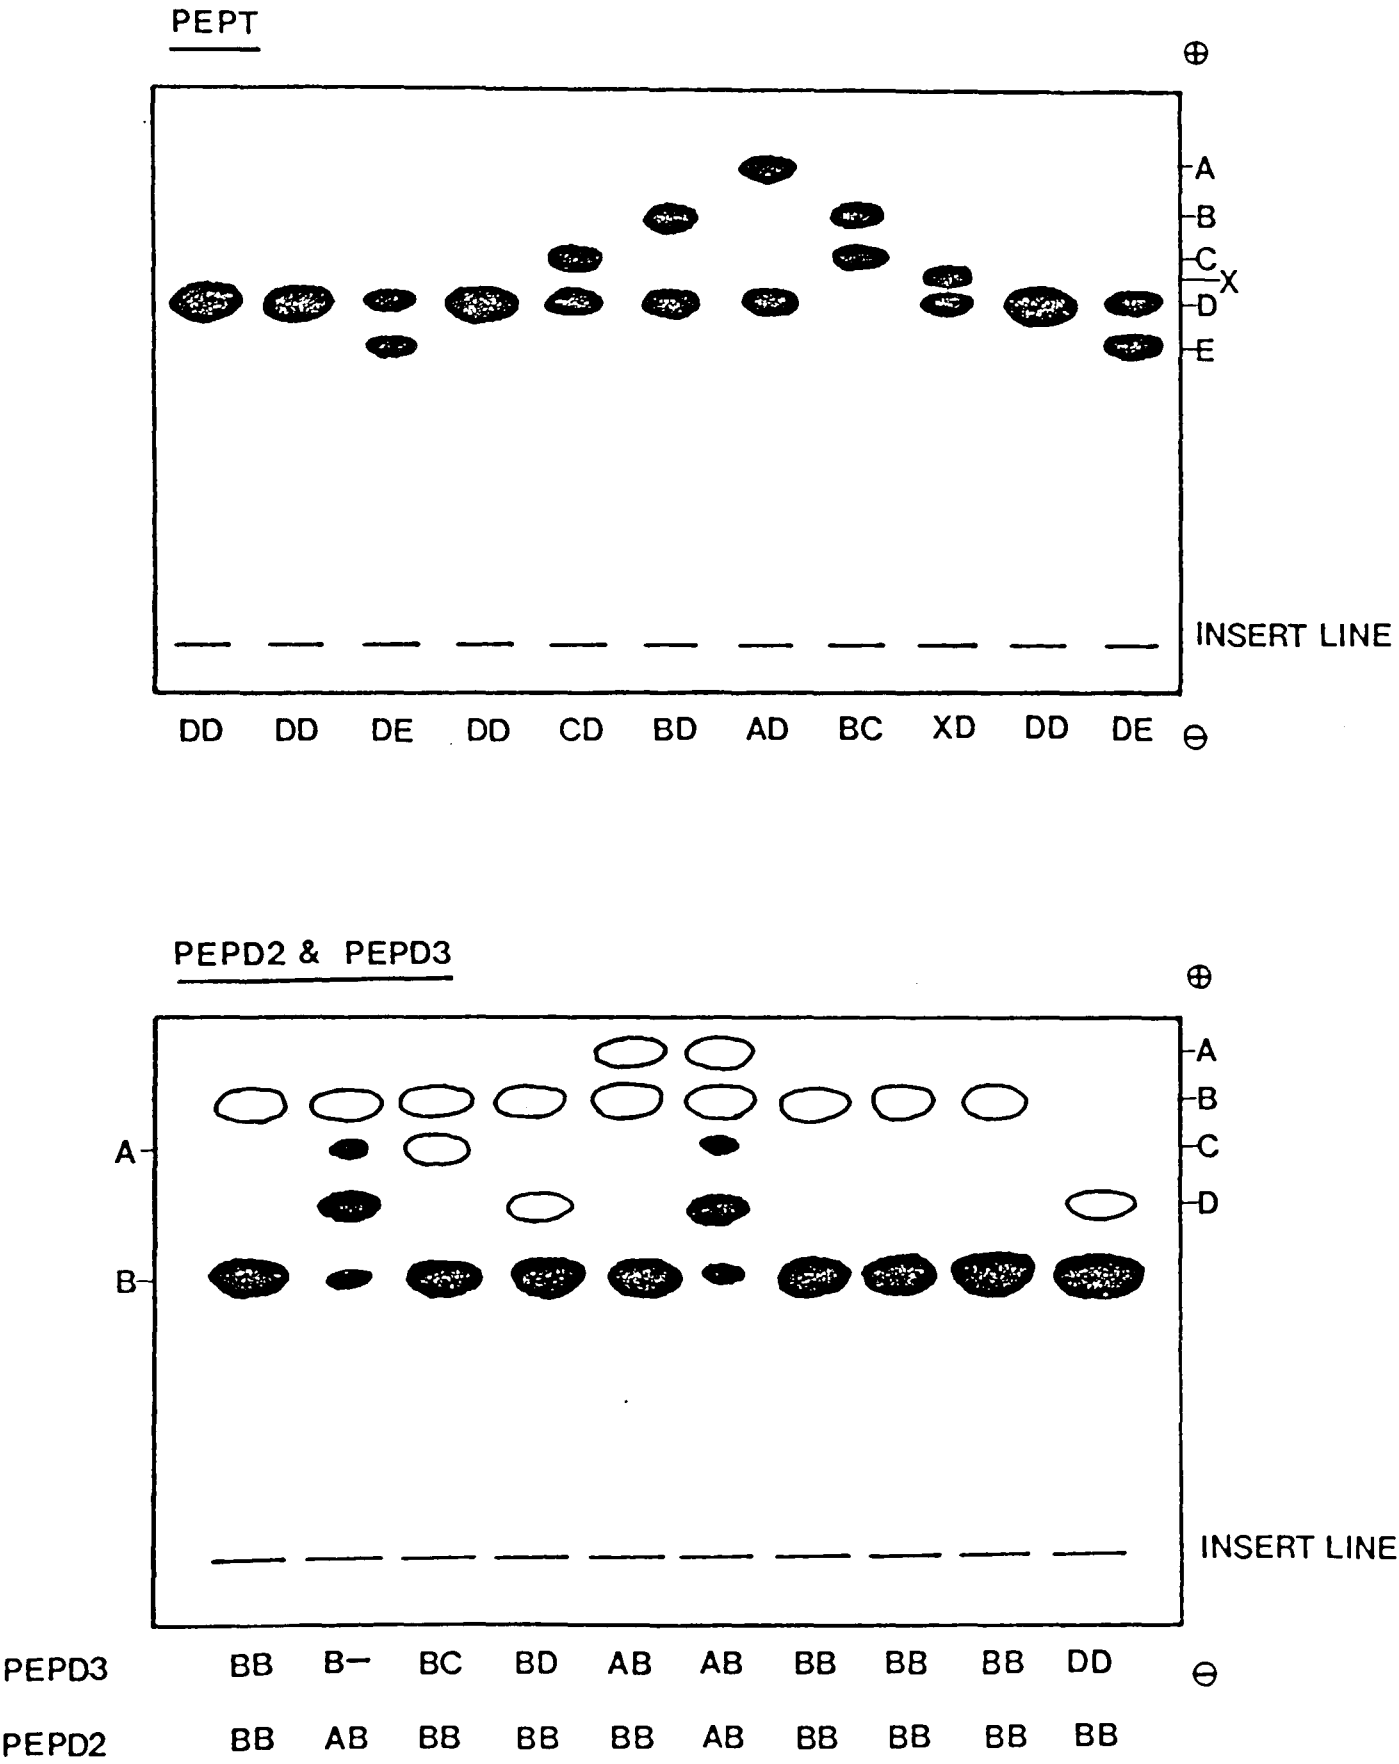 PEPT
⊕
A
B
C
X
D
E
INSERT LINE
DD DD DE DD CD BD AD BC XD DD DE ⊖
PEPD2 & PEPD3
⊕
A
B
A C
D
B
INSERT LINE
PEPD3 BB B– BC BD AB AB BB BB BB DD ⊖
PEPD2 BB AB BB BB BB AB BB BB BB BB